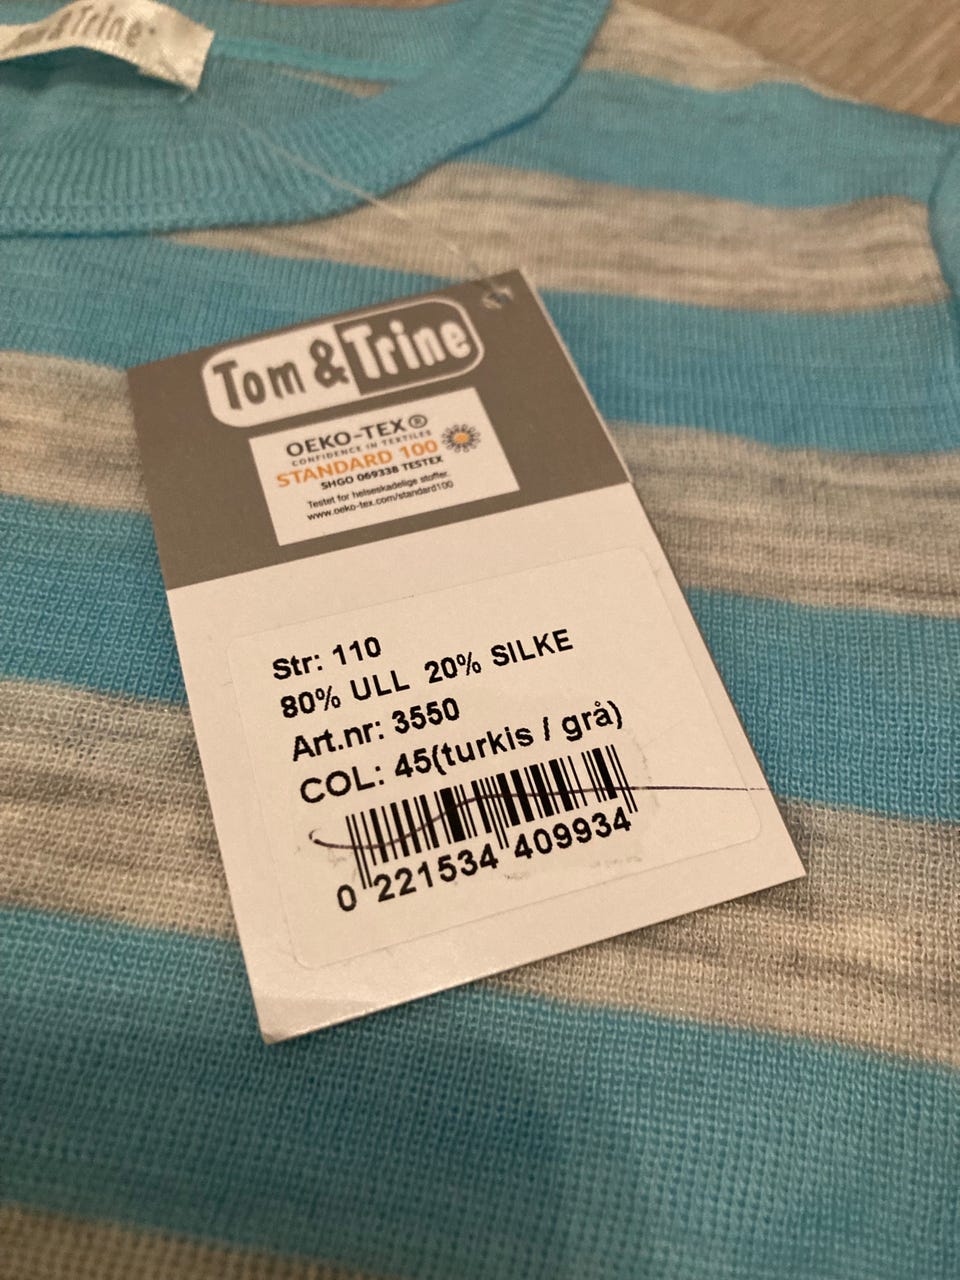 & Trine
Tom & Trine
OEKO-TEX®
CONFIDENCE IN TEXTILES
STANDARD 100
SHGO 069338 TESTEX
Testet for helseskadelige stoffer.
www.oeko-tex.com/standard100
Str: 110
80% ULL 20% SILKE
Art.nr: 3550
COL: 45(turkis / grå)
0 221534 409934